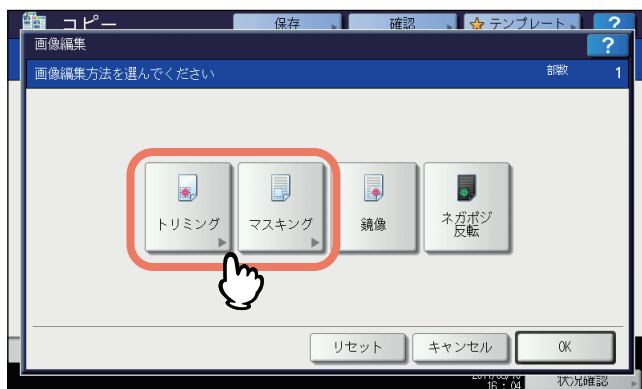 コピー
保存
確認
テンプレート
?
画像編集
?
画像編集方法を選んでください
部数 1
トリミング
マスキング
鏡像
ネガポジ
反転
リセット
キャンセル
OK
16 : 04
状況確認